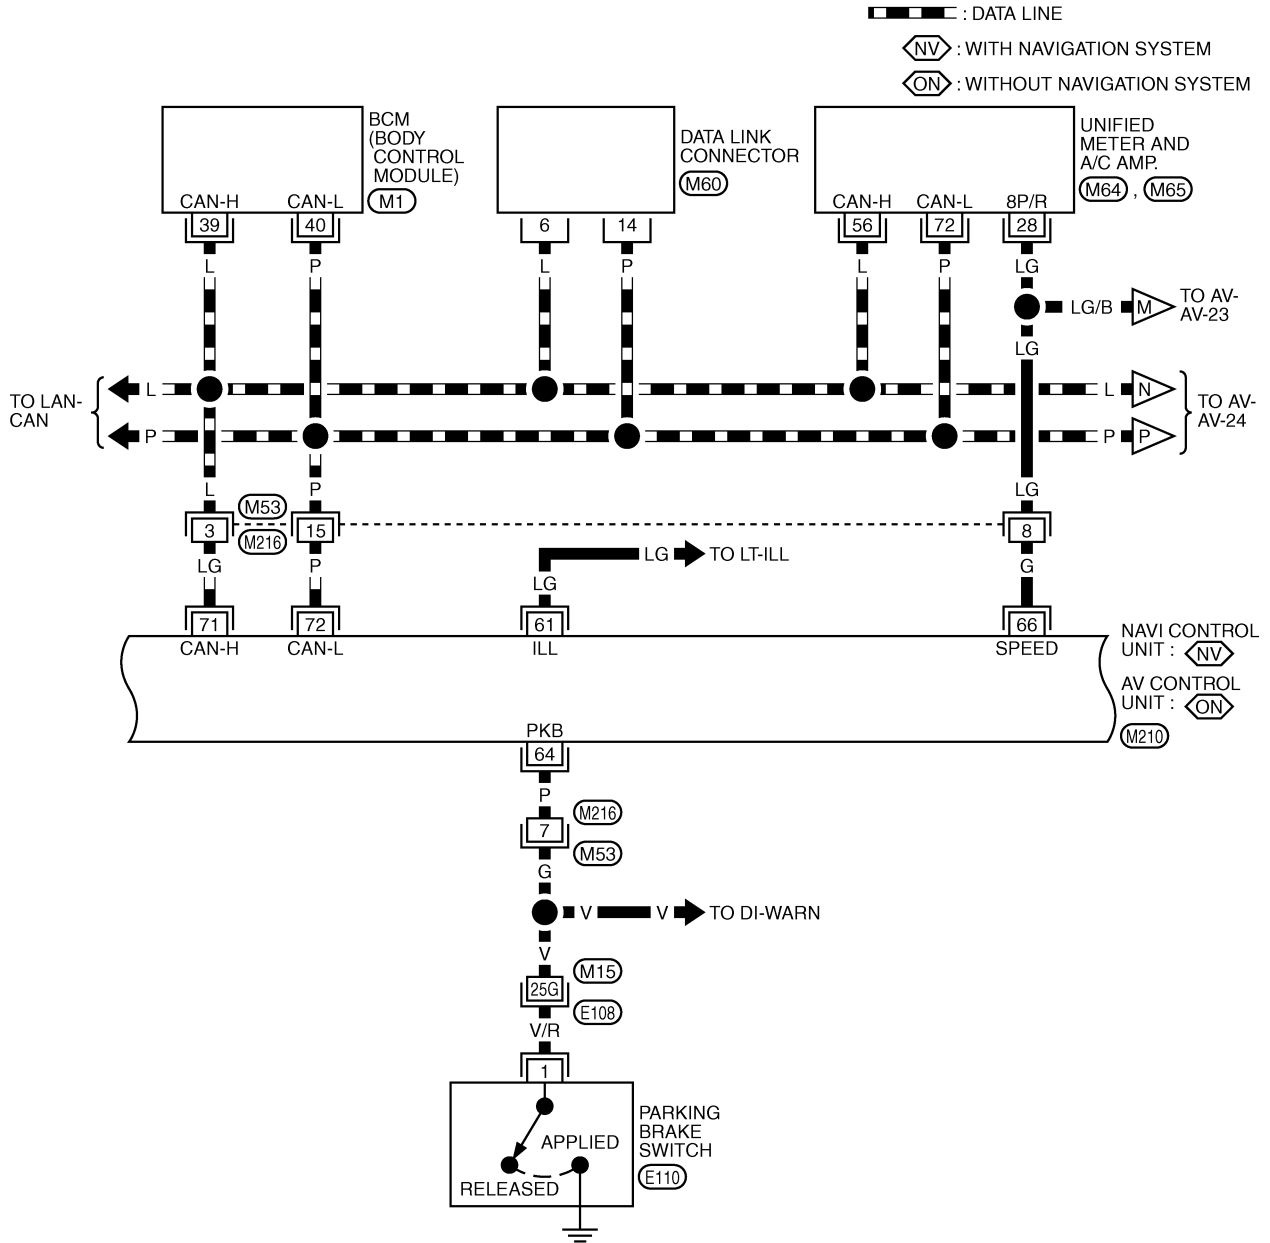 : DATA LINE
NV : WITH NAVIGATION SYSTEM
ON : WITHOUT NAVIGATION SYSTEM
BCM
(BODY
CONTROL
MODULE)
M1
CAN-H
CAN-L
39
40
DATA LINK
CONNECTOR
M60
6
14
UNIFIED
METER AND
A/C AMP.
M64 , M65
CAN-H
CAN-L
8P/R
56
72
28
L
P
L
P
L
P
LG
LG/B
M
TO AV-
AV-23
LG
TO LAN-
CAN
L
P
L
N
P
P
TO AV-
AV-24
L
P
LG
M53
M216
3
15
8
LG
P
LG
TO LT-ILL
LG
G
71
72
61
66
CAN-H
CAN-L
ILL
SPEED
NAVI CONTROL
UNIT : NV
AV CONTROL
UNIT : ON
M210
PKB
64
P
M216
7
M53
G
V
V
TO DI-WARN
V
M15
25G
E108
V/R
1
PARKING
BRAKE
SWITCH
E110
APPLIED
RELEASED